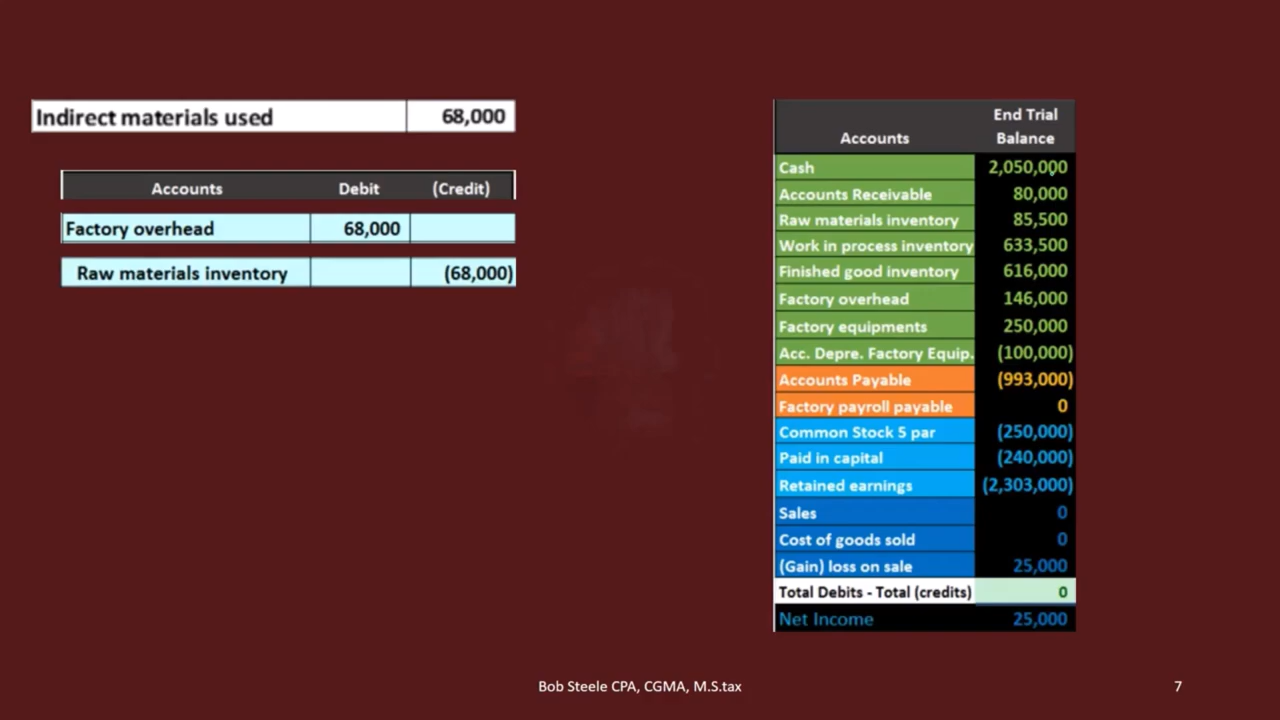 Indirect materials used 68,000
Accounts Debit (Credit)
Factory overhead 68,000
Raw materials inventory (68,000)
Accounts End Trial Balance
Cash 2,050,000
Accounts Receivable 80,000
Raw materials inventory 85,500
Work in process inventory 633,500
Finished good inventory 616,000
Factory overhead 146,000
Factory equipments 250,000
Acc. Depre. Factory Equip. (100,000)
Accounts Payable (993,000)
Factory payroll payable 0
Common Stock 5 par (250,000)
Paid in capital (240,000)
Retained earnings (2,303,000)
Sales 0
Cost of goods sold 0
(Gain) loss on sale 25,000
Total Debits - Total (credits) 0
Net Income 25,000
Bob Steele CPA, CGMA, M.S.tax 7